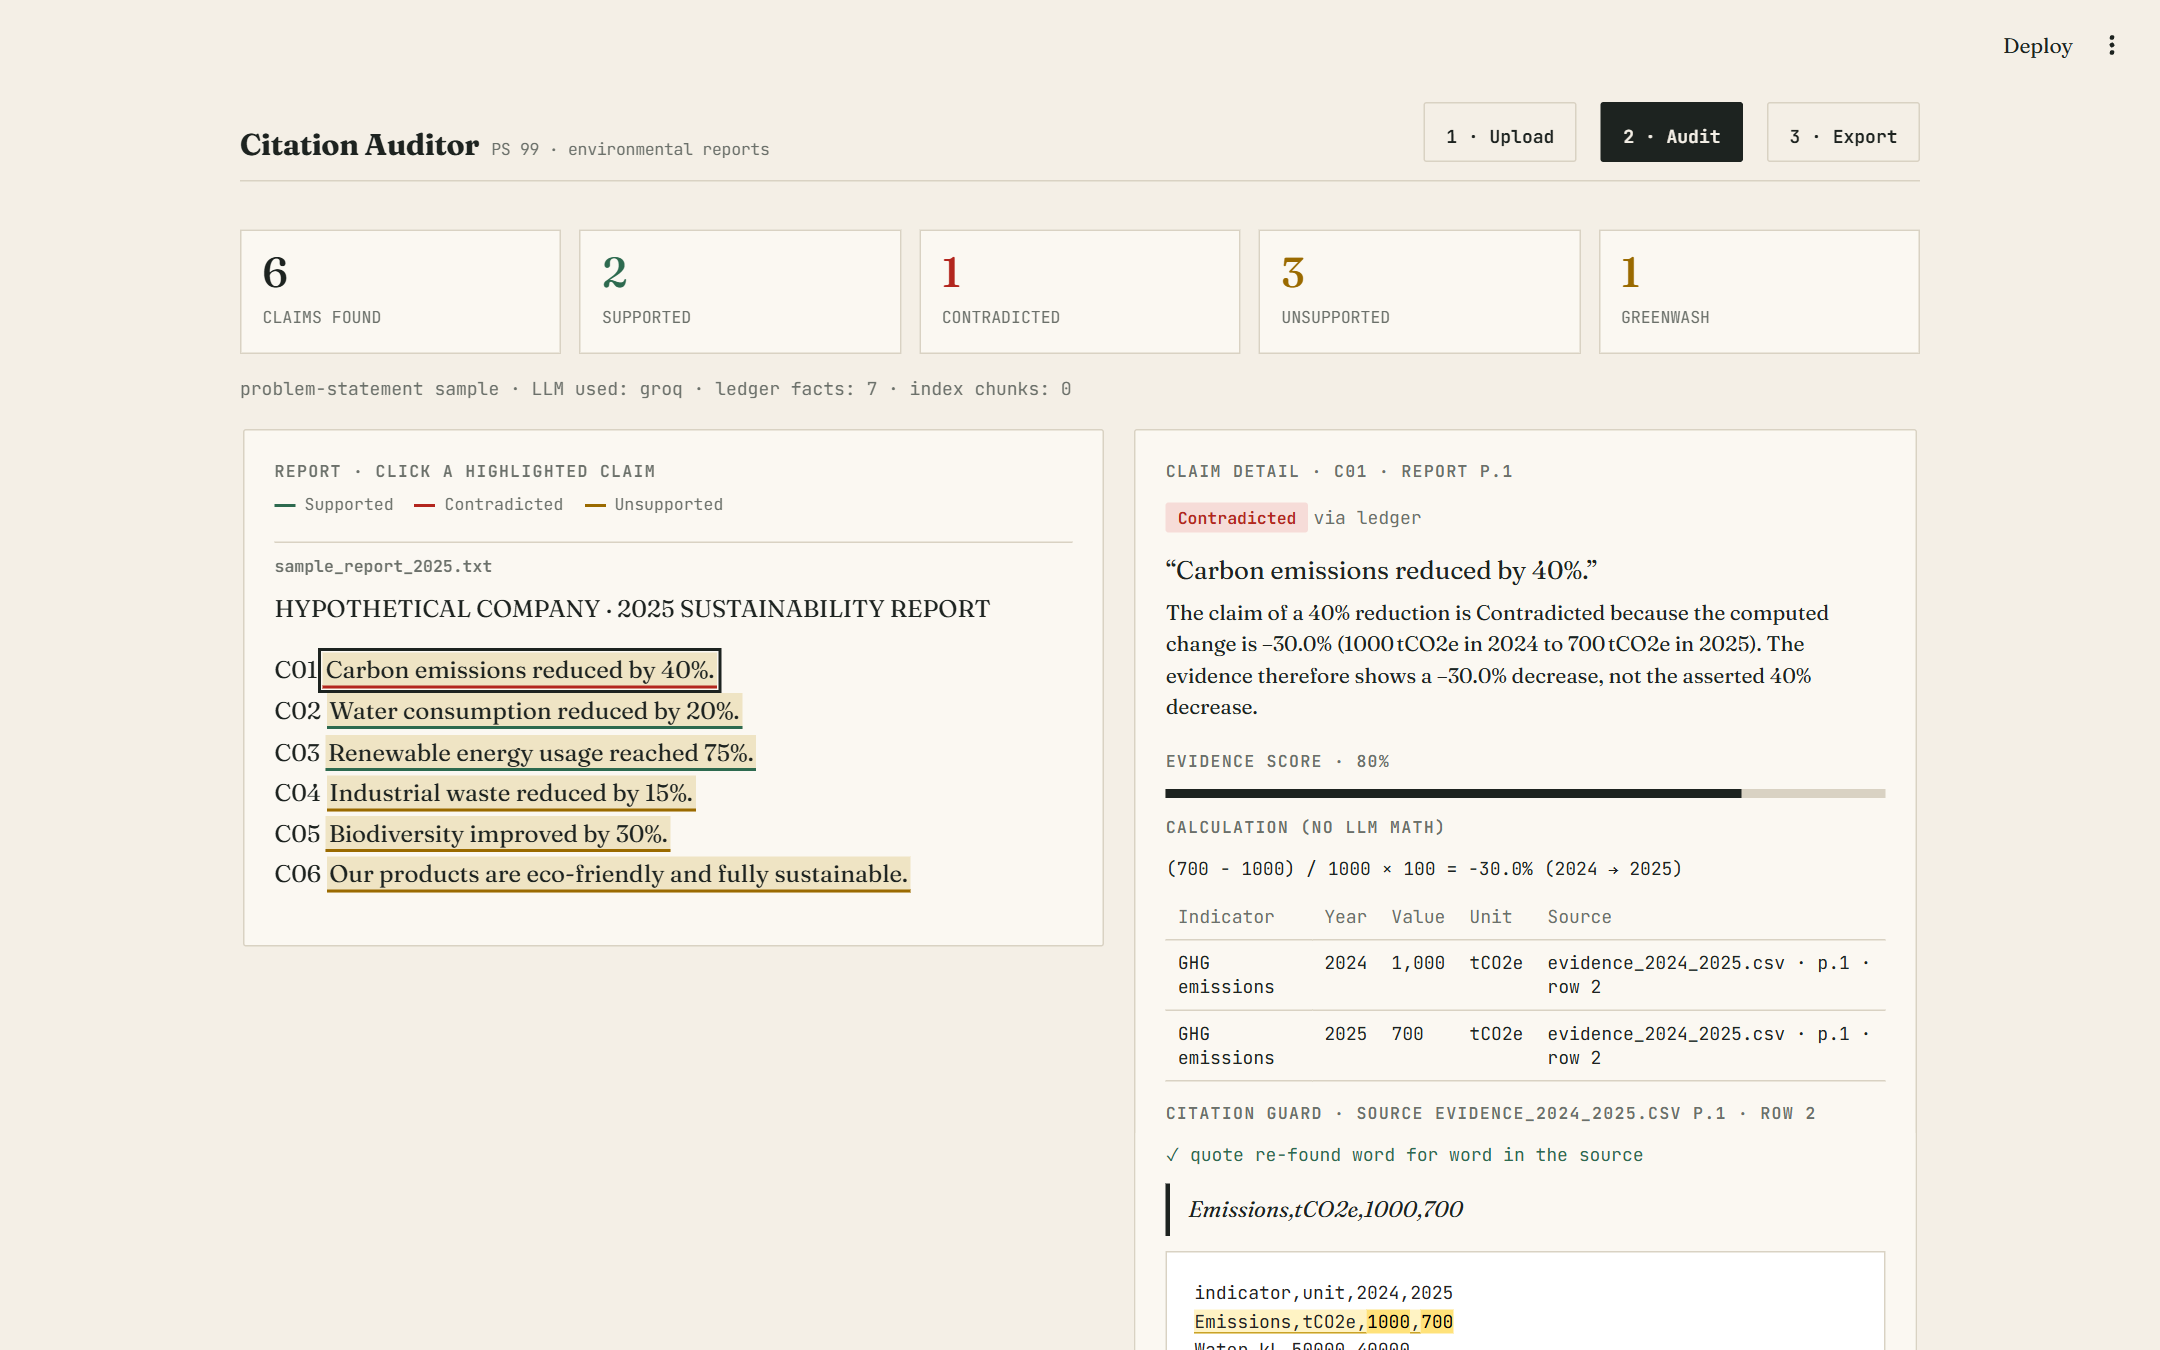 Deploy
Citation Auditor PS 99 · environmental reports
1 · Upload
2 · Audit
3 · Export
6
CLAIMS FOUND
2
SUPPORTED
1
CONTRADICTED
3
UNSUPPORTED
1
GREENWASH
problem-statement sample · LLM used: groq · ledger facts: 7 · index chunks: 0
REPORT · CLICK A HIGHLIGHTED CLAIM
Supported Contradicted Unsupported
sample_report_2025.txt
HYPOTHETICAL COMPANY · 2025 SUSTAINABILITY REPORT
C01 Carbon emissions reduced by 40%.
C02 Water consumption reduced by 20%.
C03 Renewable energy usage reached 75%.
C04 Industrial waste reduced by 15%.
C05 Biodiversity improved by 30%.
C06 Our products are eco-friendly and fully sustainable.
CLAIM DETAIL · C01 · REPORT P.1
Contradicted via ledger
“Carbon emissions reduced by 40%.”
The claim of a 40% reduction is Contradicted because the computed
change is –30.0% (1000 tCO2e in 2024 to 700 tCO2e in 2025). The
evidence therefore shows a –30.0% decrease, not the asserted 40%
decrease.
EVIDENCE SCORE · 80%
CALCULATION (NO LLM MATH)
(700 - 1000) / 1000 × 100 = -30.0% (2024 → 2025)
Indicator Year Value Unit Source
GHG emissions 2024 1,000 tCO2e evidence_2024_2025.csv · p.1 · row 2
GHG emissions 2025 700 tCO2e evidence_2024_2025.csv · p.1 · row 2
CITATION GUARD · SOURCE EVIDENCE_2024_2025.CSV P.1 · ROW 2
✓ quote re-found word for word in the source
Emissions,tCO2e,1000,700
indicator,unit,2024,2025
Emissions,tCO2e,1000,700
Water,kL,50000,40000